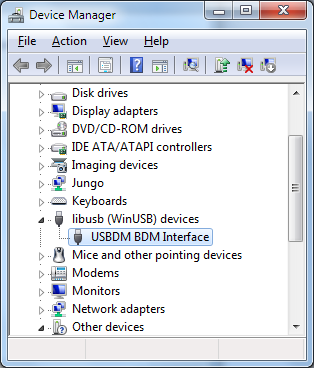 Device Manager
File Action View Help
Disk drives
Display adapters
DVD/CD-ROM drives
IDE ATA/ATAPI controllers
Imaging devices
Jungo
Keyboards
libusb (WinUSB) devices
USBDM BDM Interface
Mice and other pointing devices
Modems
Monitors
Network adapters
Other devices